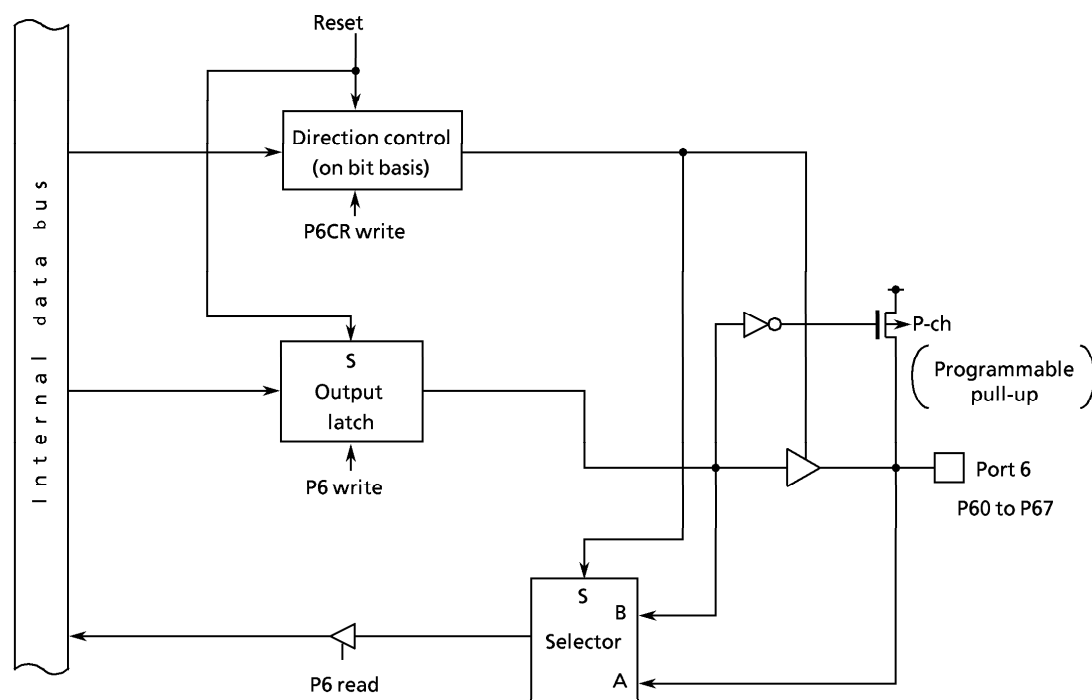 Reset
Direction control
(on bit basis)
P6CR write
Internal data bus
P-ch
S
Output
latch
Programmable
pull-up
P6 write
Port 6
P60 to P67
S
B
Selector
A
P6 read